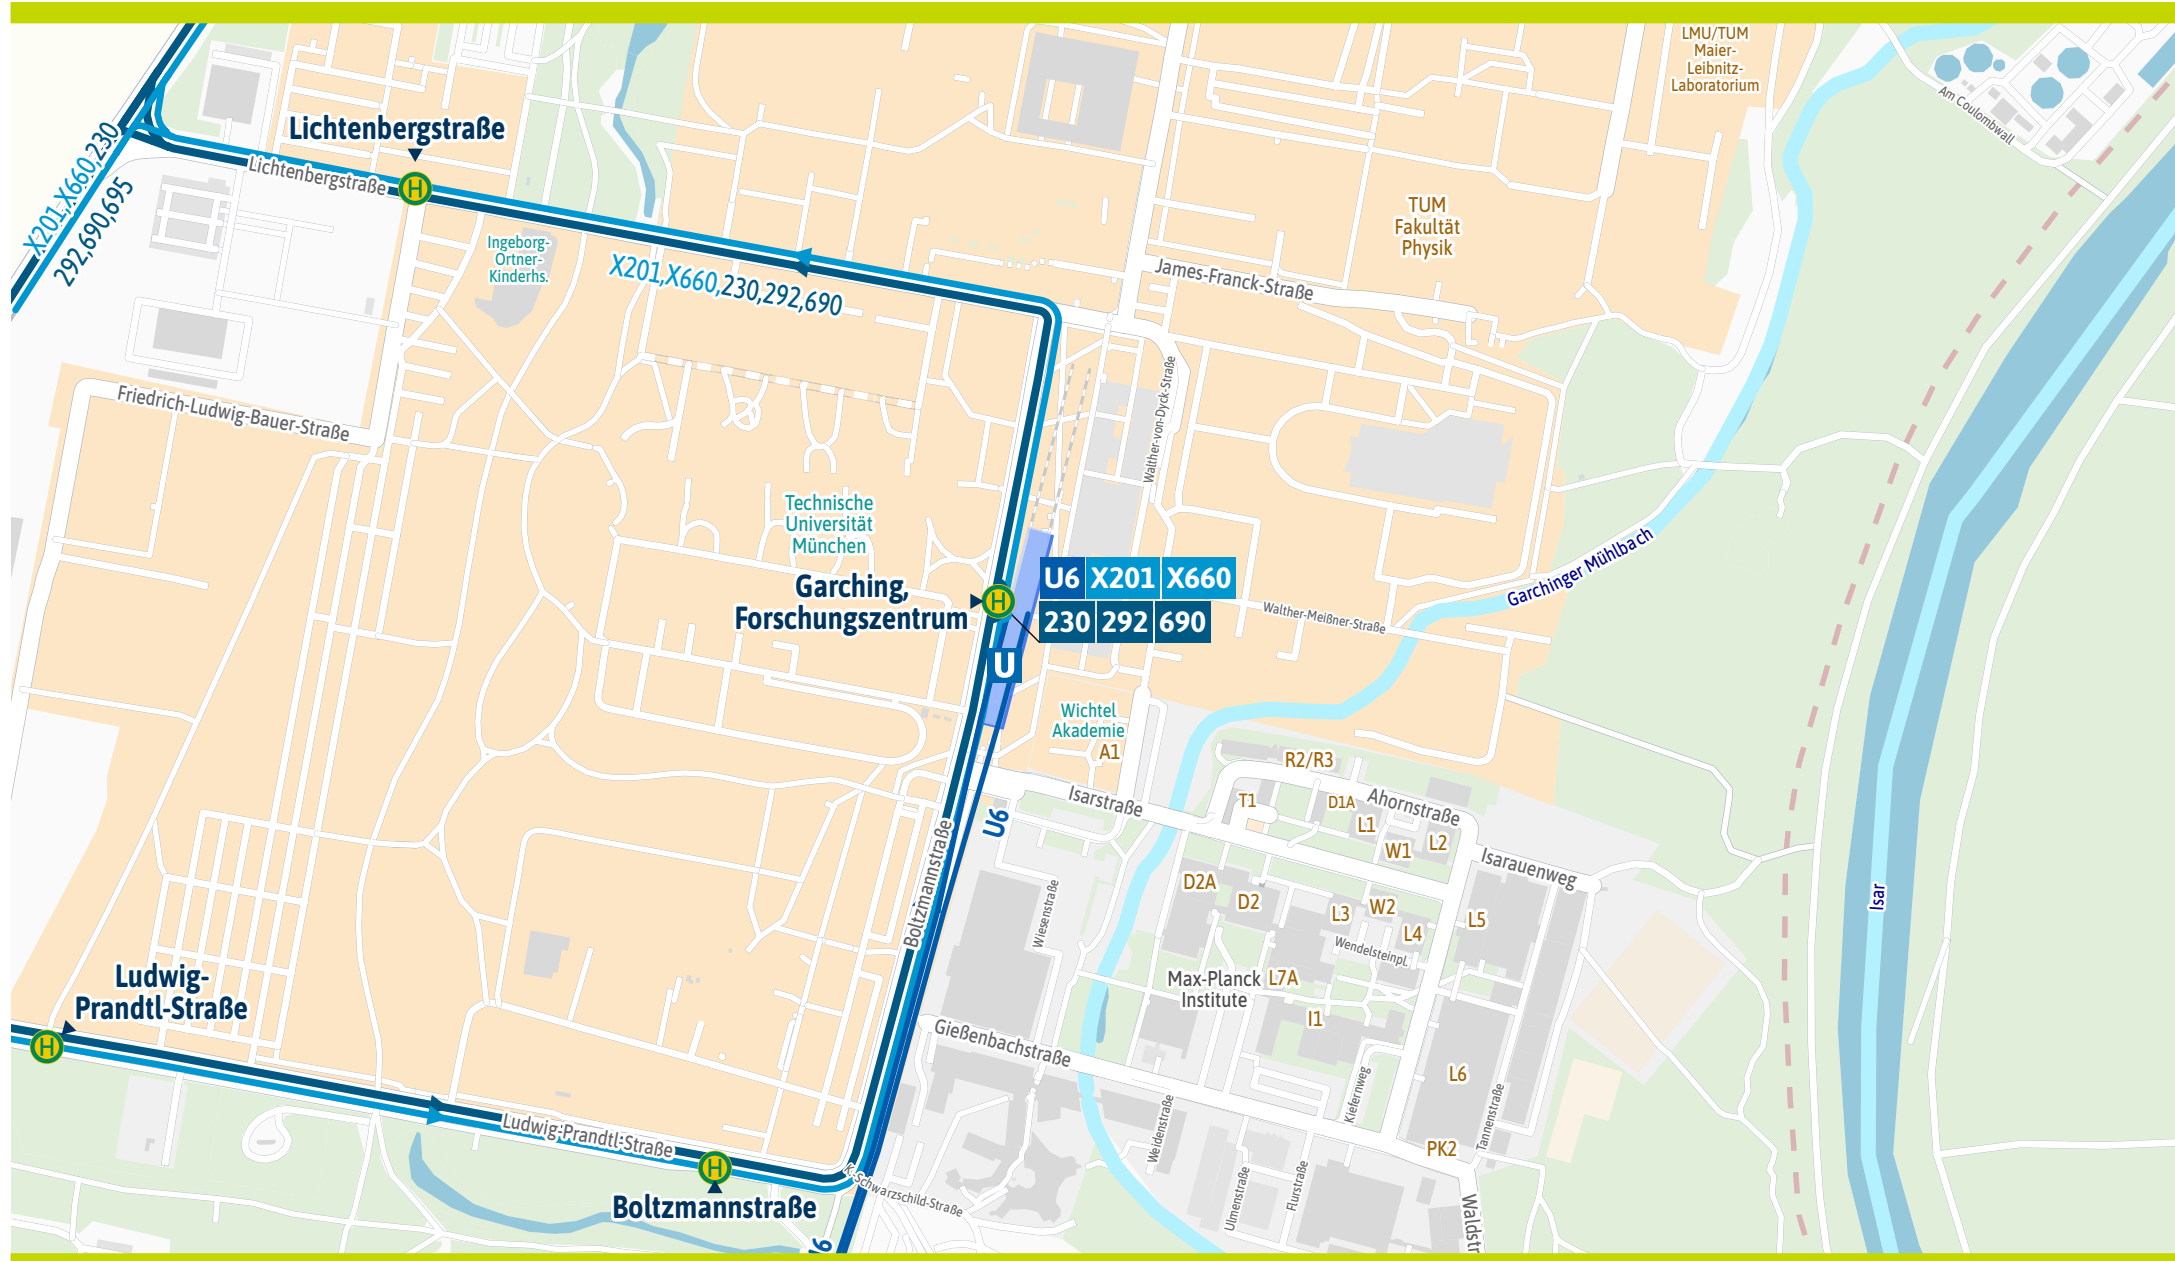 LMU/TUM
Maier-
Leibnitz-
Laboratorium
Am Coulombwall
Lichtenbergstraße
H
Lichtenbergstraße
X201,X660,230
292,690,695
Ingeborg-
Ortner-
Kinderhs.
X201,X660,230,292,690
TUM
Fakultät
Physik
James-Franck-Straße
Friedrich-Ludwig-Bauer-Straße
Walther-von-Dyck-Straße
Technische
Universität
München
Garching,
Forschungszentrum
H
U6 X201 X660
230 292 690
U
Walther-Meißner-Straße
Garchinger Mühlbach
Wichtel
Akademie
A1
R2/R3
Isarstraße
U6
T1
D1A
Ahornstraße
L1
L2
W1
Isarauenweg
Boltzmannstraße
Wiesenstraße
D2A
D2
L3
W2
L4
L5
Isar
Wendelsteinpl.
Max-Planck
Institute
L7A
I1
Ludwig-
Prandtl-Straße
H
Gießenbachstraße
L6
Kiefernweg
Tannenstraße
Weidenstraße
Ludwig-Prandtl-Straße
H
Boltzmannstraße
K.-Schwarzschild-Straße
PK2
Ulmenstraße
Flurstraße
Waldstr
U6